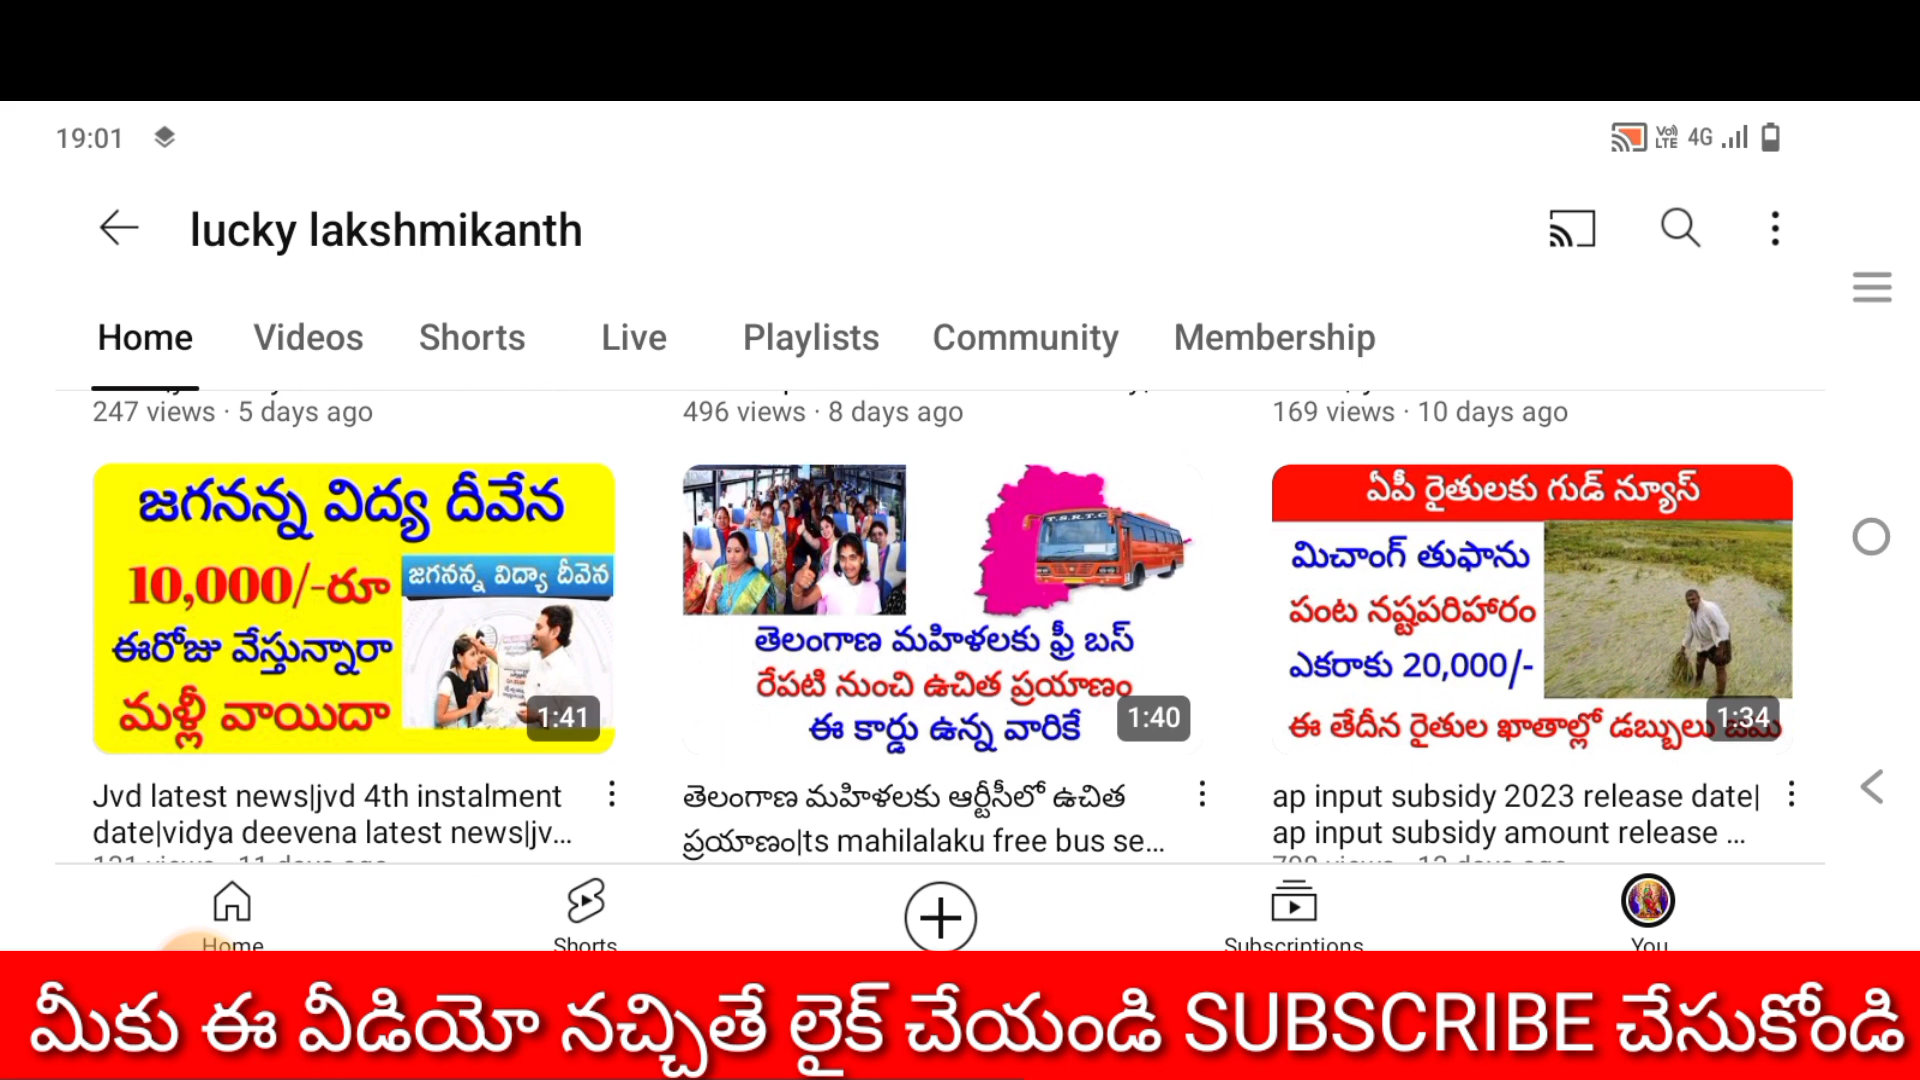 19:01
Vo) LTE 4G
lucky lakshmikanth
Home Videos Shorts Live Playlists Community Membership
247 views · 5 days ago
496 views · 8 days ago
169 views · 10 days ago
జగనన్న విద్య దీవేన
10,000/-రూ
ఈరోజు వేస్తున్నారా
మళ్లీ వాయిదా
జగనన్న విద్యా దీవెన
1:41
T.S.R.T.C
తెలంగాణ మహిళలకు ఫ్రీ బస్
రేపటి నుంచి ఉచిత ప్రయాణం
ఈ కార్డు ఉన్న వారికే
1:40
ఏపీ రైతులకు గుడ్ న్యూస్
మిచాంగ్ తుఫాను
పంట నష్టపరిహారం
ఎకరాకు 20,000/-
ఈ తేదీన రైతుల ఖాతాల్లో డబ్బులు జమ
1:34
Jvd latest news|jvd 4th instalment
date|vidya deevena latest news|jv...
తెలంగాణ మహిళలకు ఆర్టీసీలో ఉచిత
ప్రయాణం|ts mahilalaku free bus se...
ap input subsidy 2023 release date|
ap input subsidy amount release ...
Home Shorts Subscriptions You
మీకు ఈ వీడియో నచ్చితే లైక్ చేయండి SUBSCRIBE చేసుకోండి